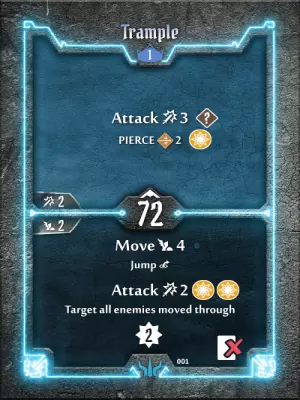 Trample
1
Attack 3 ?
PIERCE 2
2
72
2
Move 4
Jump
Attack 2
Target all enemies moved through
2
001